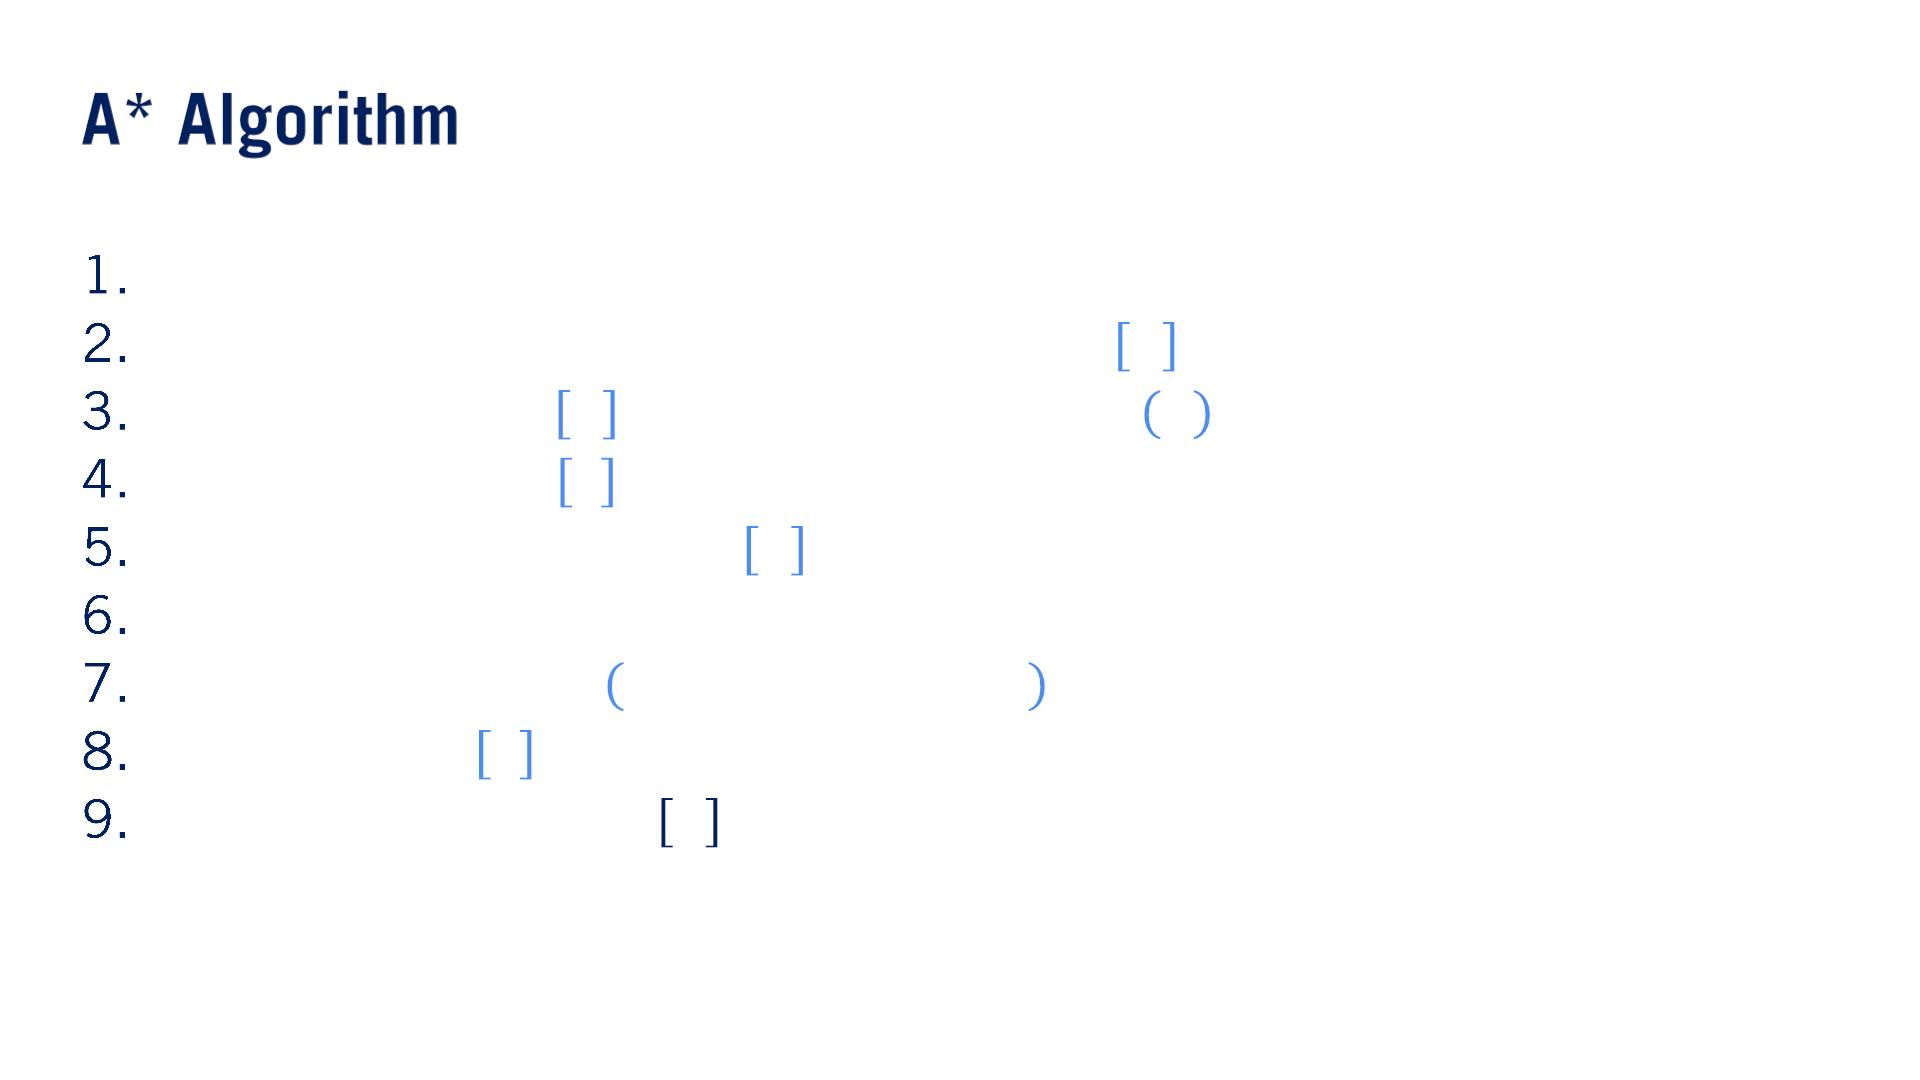 A* Algorithm
1.
2. [ ]
3. [ ] ( )
4. [ ]
5. [ ]
6.
7. ( )
8. [ ]
9. [ ]